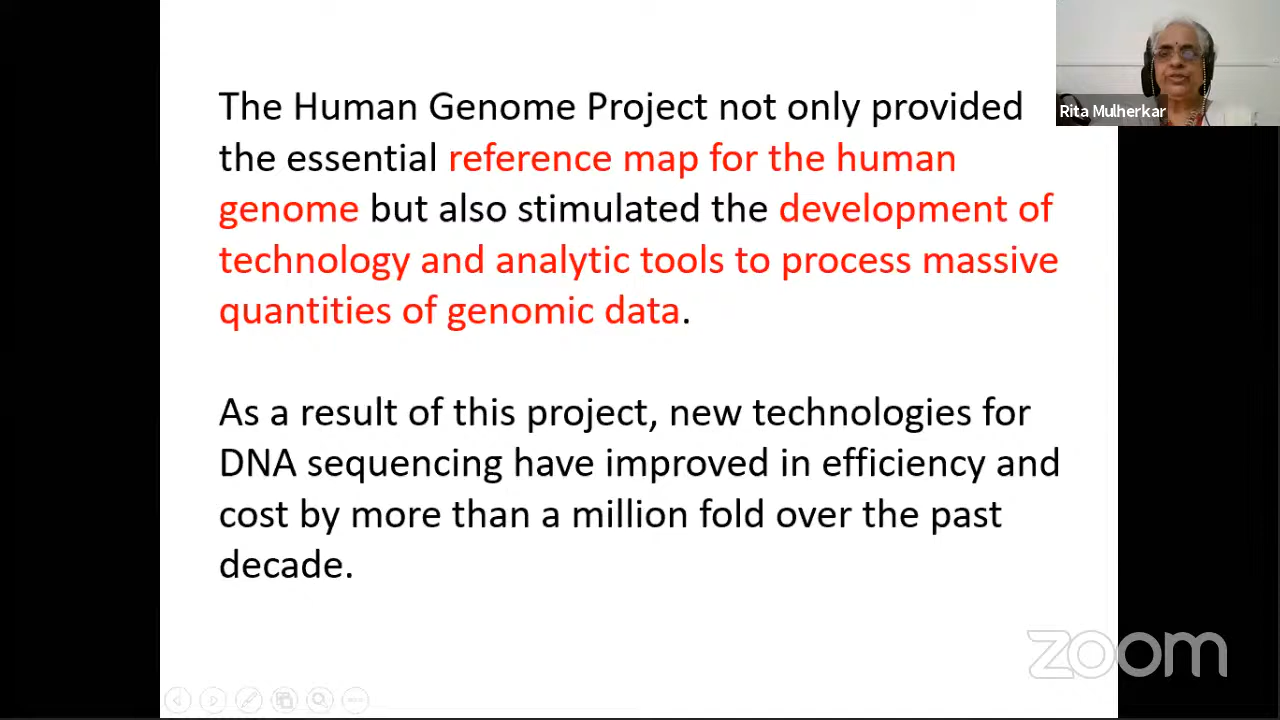 The Human Genome Project not only provided
the essential reference map for the human
genome but also stimulated the development of
technology and analytic tools to process massive
quantities of genomic data.
As a result of this project, new technologies for
DNA sequencing have improved in efficiency and
cost by more than a million fold over the past
decade.
Rita Mulherkar
zoom